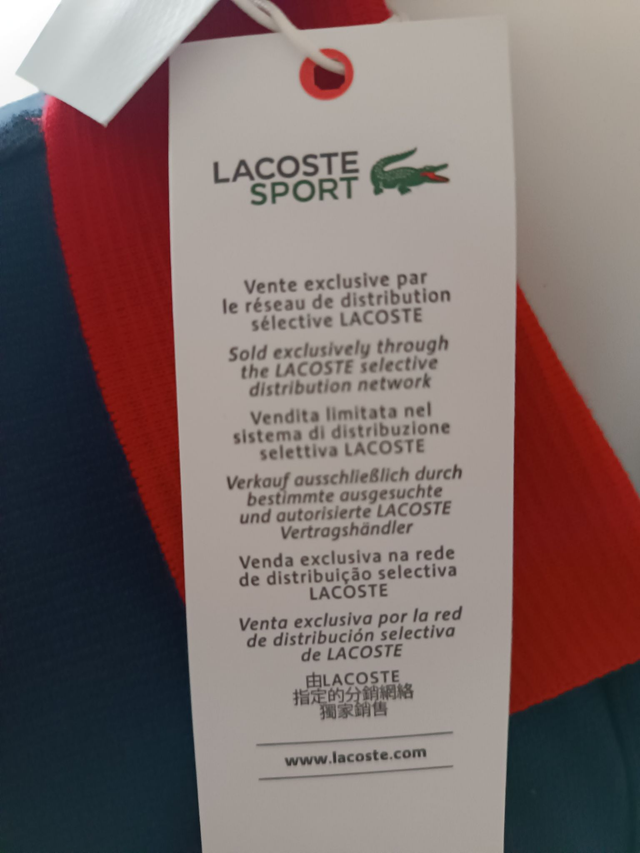 LACOSTE
SPORT
Vente exclusive par
le réseau de distribution
sélective LACOSTE
Sold exclusively through
the LACOSTE selective
distribution network
Vendita limitata nel
sistema di distribuzione
selettiva LACOSTE
Verkauf ausschließlich durch
bestimmte ausgesuchte
und autorisierte LACOSTE
Vertragshändler
Venda exclusiva na rede
de distribuição selectiva
LACOSTE
Venta exclusiva por la red
de distribución selectiva
de LACOSTE
由LACOSTE
指定的分銷網絡
獨家銷售
www.lacoste.com